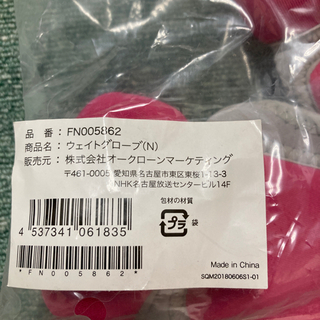 品 番： FN005862
商品名： ウェイトグローブ(N)
販売元： 株式会社オークローンマーケティング
〒461-0005 愛知県名古屋市東区東桜1-13-3
NHK名古屋放送センタービル14F
包材の材質
プラ 袋
4 537341 061835
*FN005862*
Made in China
SQM20180606S1-01